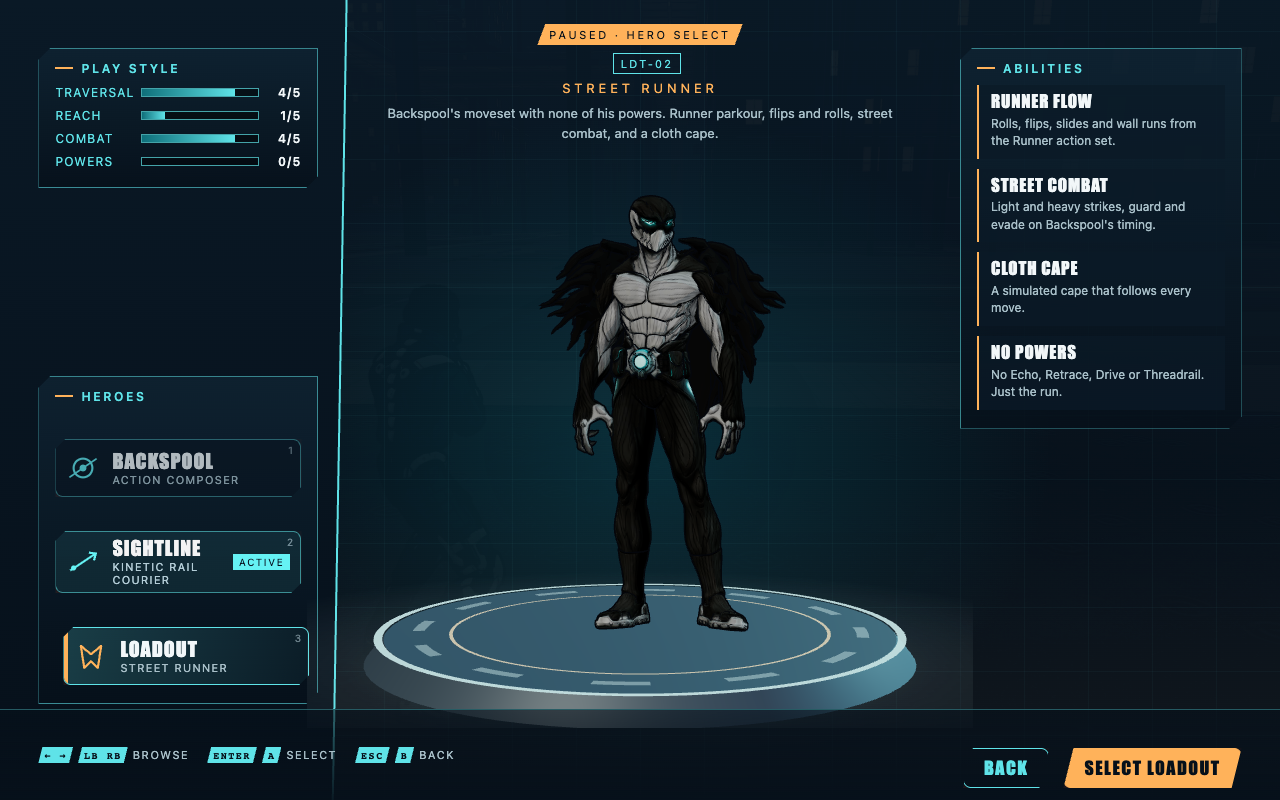 PAUSED · HERO SELECT
LDT-02
STREET RUNNER
Backspool's moveset with none of his powers. Runner parkour, flips and rolls, street
combat, and a cloth cape.
PLAY STYLE
TRAVERSAL 4/5
REACH 1/5
COMBAT 4/5
POWERS 0/5
HEROES
1
BACKSPOOL
ACTION COMPOSER
2
SIGHTLINE
KINETIC RAIL
COURIER
ACTIVE
3
LOADOUT
STREET RUNNER
ABILITIES
RUNNER FLOW
Rolls, flips, slides and wall runs from
the Runner action set.
STREET COMBAT
Light and heavy strikes, guard and
evade on Backspool's timing.
CLOTH CAPE
A simulated cape that follows every
move.
NO POWERS
No Echo, Retrace, Drive or Threadrail.
Just the run.
← → LB RB BROWSE ENTER A SELECT ESC B BACK
BACK
SELECT LOADOUT